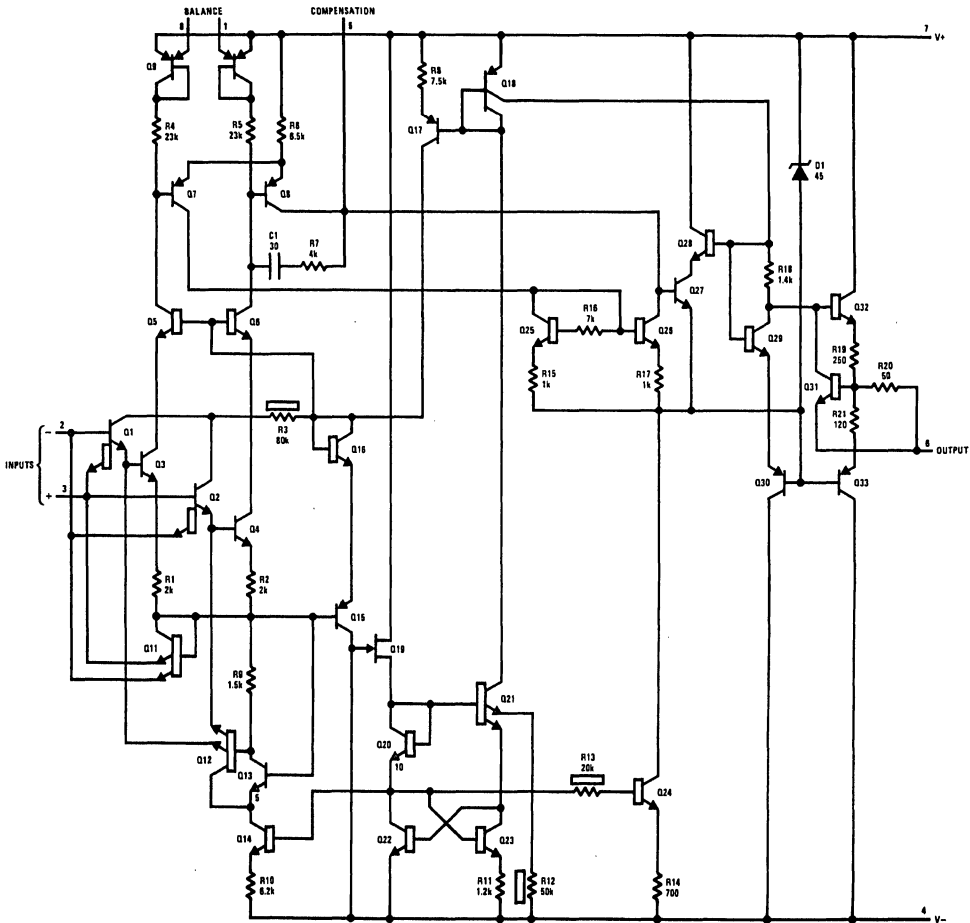 BALANCE
COMPENSATION
8
1
5
7
V+
Q9
R4
23k
R5
23k
R6
6.5k
R8
7.5k
Q18
Q17
D1
45
Q7
Q8
C1
30
R7
4k
Q28
R18
1.4k
Q27
Q5
Q6
Q25
R16
7k
Q26
Q29
Q32
R15
1k
R17
1k
R19
250
R20
50
Q31
R21
120
R3
80k
Q16
2
Q1
INPUTS
Q3
3
Q2
Q4
6
OUTPUT
Q30
Q33
R1
2k
R2
2k
Q15
Q11
Q19
R9
1.5k
Q21
Q12
Q13
5
Q20
10
R13
20k
Q24
Q14
Q22
Q23
R10
6.2k
R11
1.2k
R12
50k
R14
700
4
V−